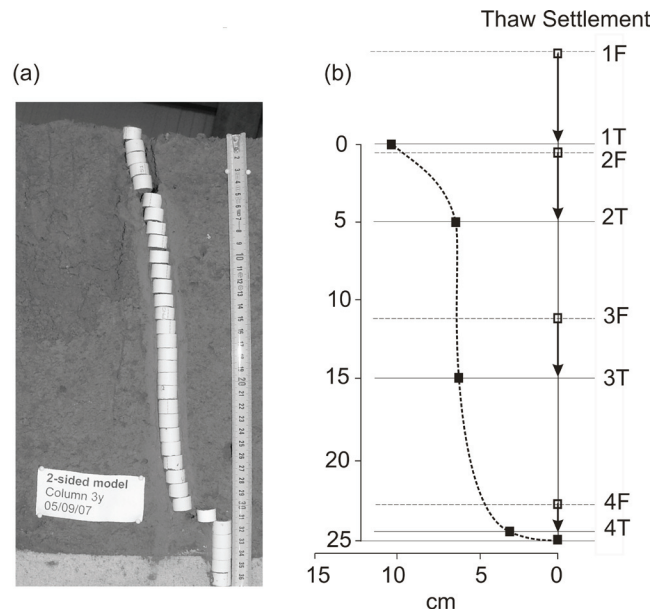 Thaw Settlement
(a)
(b)
1F
1T
2F
2T
3F
3T
4F
4T
0
5
10
15
20
25
15 10 5 0
cm
2-sided model
Column 3y
05/09/07